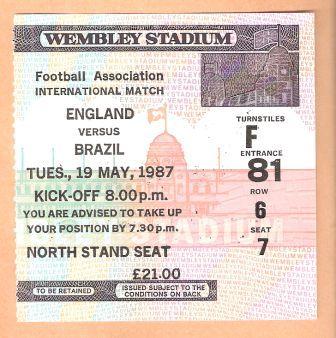 WEMBLEY STADIUM
Football Association
INTERNATIONAL MATCH
ENGLAND
VERSUS
BRAZIL
TUES., 19 MAY, 1987
KICK-OFF 8.00p.m.
YOU ARE ADVISED TO TAKE UP
YOUR POSITION BY 7.30 p.m.
NORTH STAND SEAT
£21.00
TURNSTILES
F
ENTRANCE
81
ROW
6
SEAT
7
STADIUM
TO BE RETAINED
ISSUED SUBJECT TO THE
CONDITIONS ON BACK